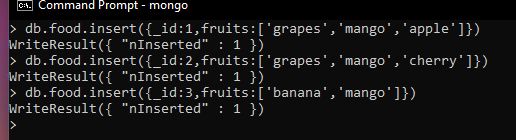 Command Prompt - mongo
> db.food.insert({_id:1,fruits:['grapes','mango','apple']})
WriteResult({ "nInserted" : 1 })
> db.food.insert({_id:2,fruits:['grapes','mango','cherry']})
WriteResult({ "nInserted" : 1 })
> db.food.insert({_id:3,fruits:['banana','mango']})
WriteResult({ "nInserted" : 1 })
>